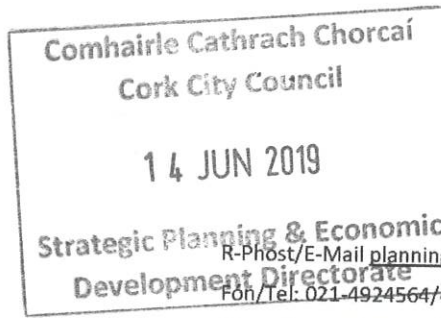 Comhairle Cathrach Chorcaí
Cork City Council
14 JUN 2019
Strategic Planning & Economic
R-Phost/E-Mail planning
Development Directorate
Fón/Tel: 021-4924564/